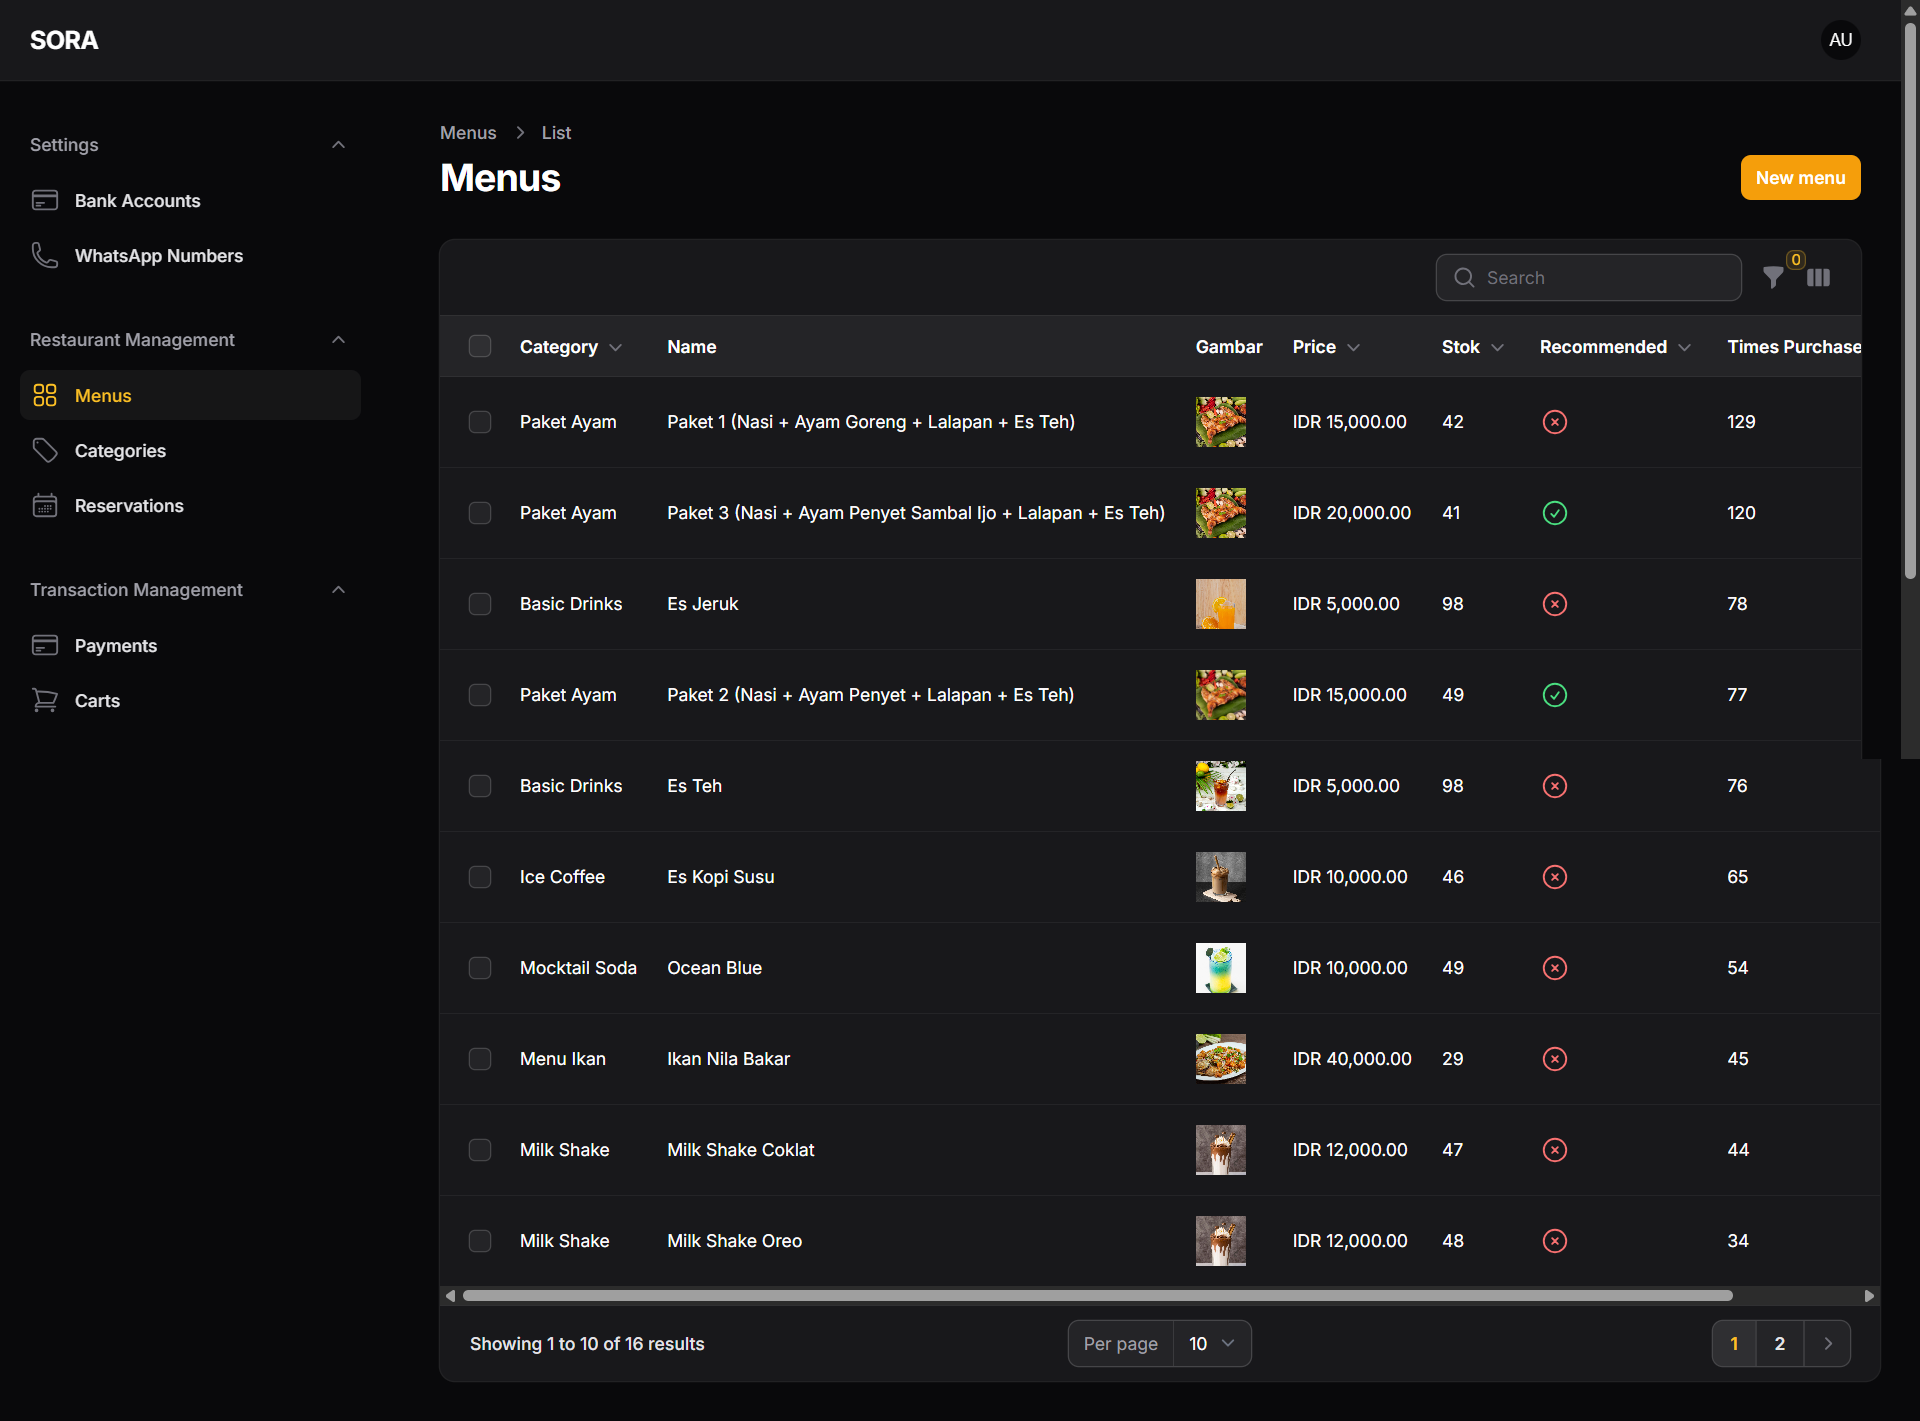 SORA
AU
Settings
Bank Accounts
WhatsApp Numbers
Restaurant Management
Menus
Categories
Reservations
Transaction Management
Payments
Carts
Menus > List
Menus
New menu
Search
0
Category Name Gambar Price Stok Recommended Times Purchase
Paket Ayam Paket 1 (Nasi + Ayam Goreng + Lalapan + Es Teh) IDR 15,000.00 42 129
Paket Ayam Paket 3 (Nasi + Ayam Penyet Sambal Ijo + Lalapan + Es Teh) IDR 20,000.00 41 120
Basic Drinks Es Jeruk IDR 5,000.00 98 78
Paket Ayam Paket 2 (Nasi + Ayam Penyet + Lalapan + Es Teh) IDR 15,000.00 49 77
Basic Drinks Es Teh IDR 5,000.00 98 76
Ice Coffee Es Kopi Susu IDR 10,000.00 46 65
Mocktail Soda Ocean Blue IDR 10,000.00 49 54
Menu Ikan Ikan Nila Bakar IDR 40,000.00 29 45
Milk Shake Milk Shake Coklat IDR 12,000.00 47 44
Milk Shake Milk Shake Oreo IDR 12,000.00 48 34
Showing 1 to 10 of 16 results
Per page 10
1 2